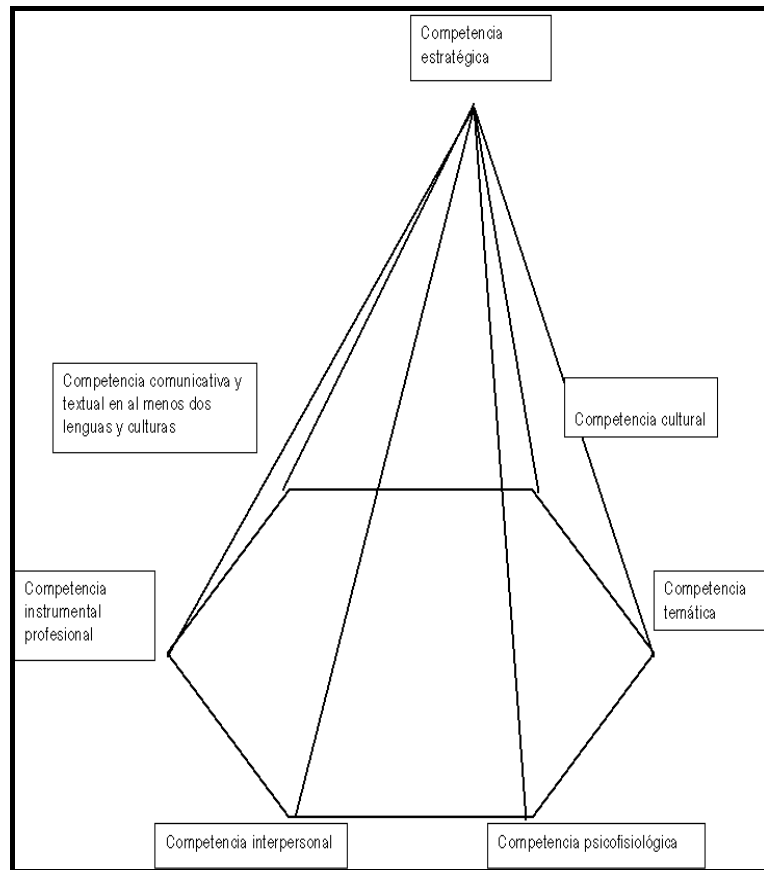 Competencia
estratégica
Competencia comunicativa y
textual en al menos dos
lenguas y culturas
Competencia cultural
Competencia
instrumental
profesional
Competencia
temática
Competencia interpersonal
Competencia psicofisiológica